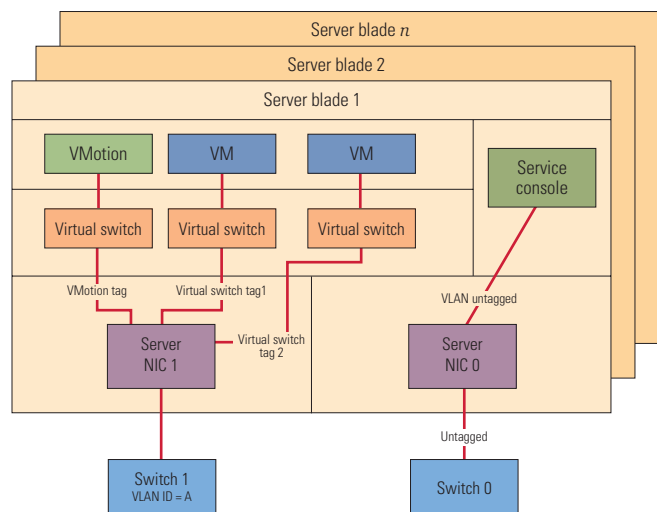 Server blade n
Server blade 2
Server blade 1
VMotion
VM
VM
Service
console
Virtual switch
Virtual switch
Virtual switch
VMotion tag
Virtual switch tag1
VLAN untagged
Server
NIC 1
Virtual switch
tag 2
Server
NIC 0
Untagged
Switch 1
VLAN ID = A
Switch 0